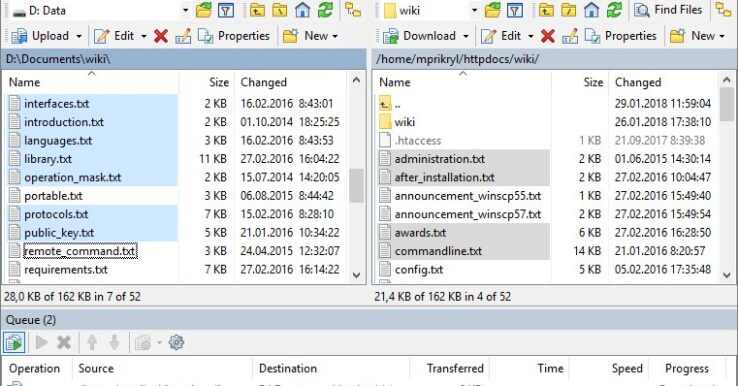 D: Data
wiki
Find Files
Upload Edit Properties New
Download Edit Properties New
D:\Documents\wiki\
/home/mprikryl/httpdocs/wiki/
Name Size Changed
interfaces.txt 2 KB 16.02.2016 8:43:01
introduction.txt 2 KB 01.10.2014 18:25:25
languages.txt 3 KB 16.02.2016 8:43:53
library.txt 11 KB 27.02.2016 16:04:22
operation_mask.txt 2 KB 15.07.2014 14:20:05
portable.txt 3 KB 06.08.2015 8:44:42
protocols.txt 7 KB 15.02.2016 8:28:10
public_key.txt 5 KB 21.01.2016 10:34:22
remote_command.txt 3 KB 24.04.2015 12:32:07
requirements.txt 7 KB 27.02.2016 16:14:22
28,0 KB of 162 KB in 7 of 52
Name Size Changed
.. 29.01.2018 11:59:04
wiki 26.01.2018 17:38:10
.htaccess 1 KB 21.09.2017 8:39:38
administration.txt 2 KB 01.06.2015 14:30:14
after_installation.txt 2 KB 27.02.2016 10:04:47
announcement_winscp55.txt 1 KB 27.02.2016 15:49:40
announcement_winscp57.txt 2 KB 27.02.2016 15:49:54
awards.txt 6 KB 27.02.2016 16:28:50
commandline.txt 14 KB 21.01.2016 8:20:57
config.txt 5 KB 05.02.2016 17:35:48
21,4 KB of 162 KB in 4 of 52
Queue (2)
Operation Source Destination Transferred Time Speed Progress